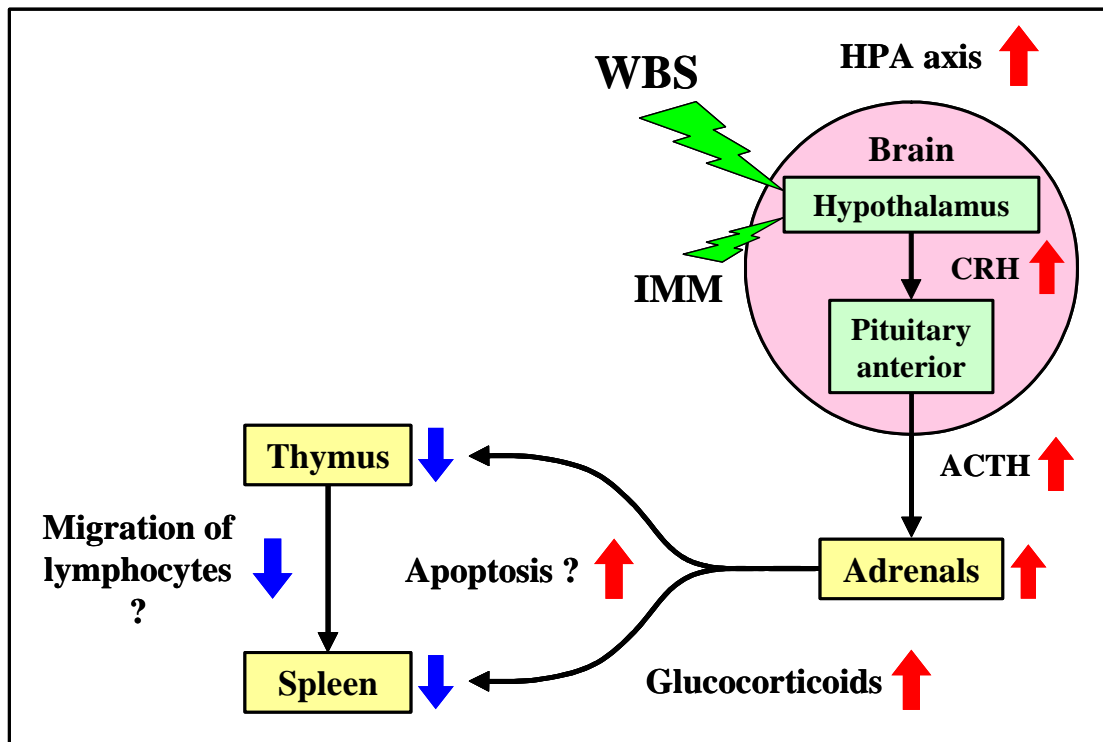 HPA axis
WBS
Brain
Hypothalamus
CRH
IMM
Pituitary
anterior
ACTH
Thymus
Migration of
lymphocytes
?
Apoptosis ?
Adrenals
Spleen
Glucocorticoids